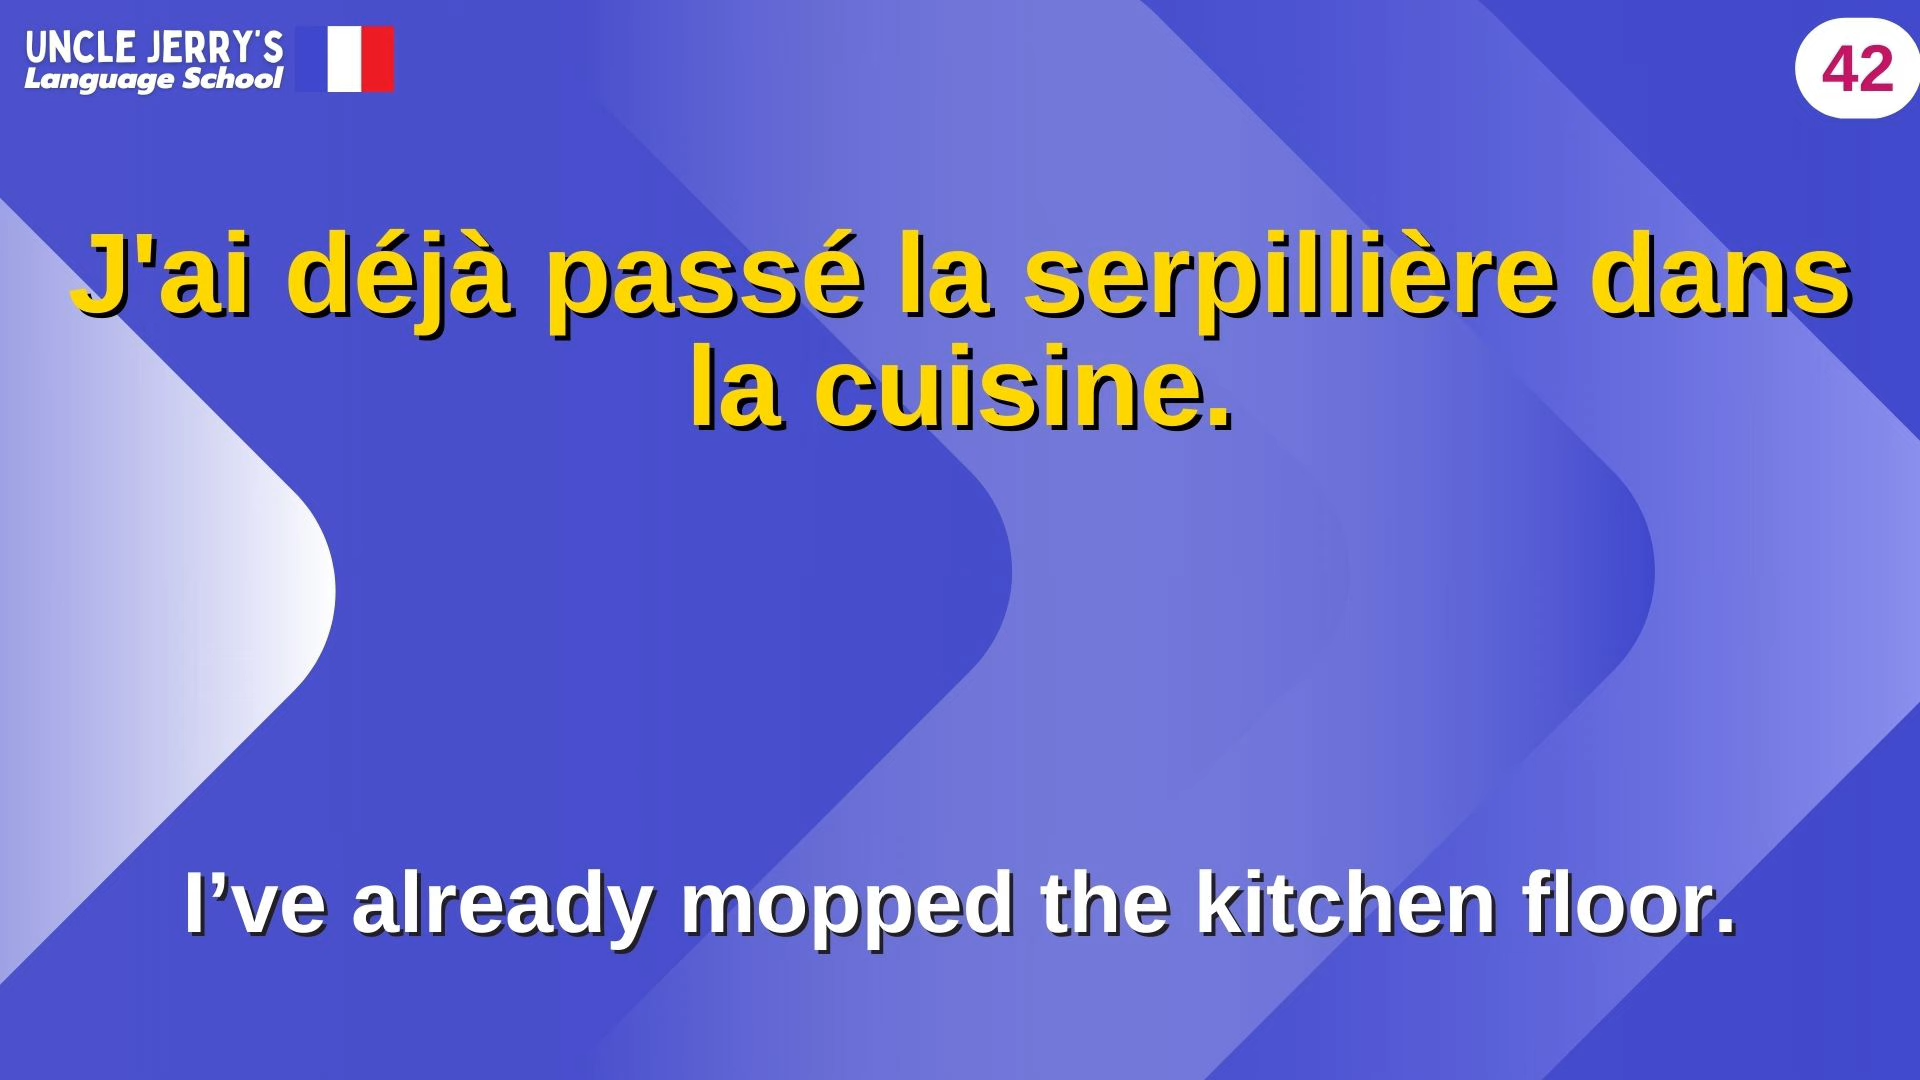 UNCLE JERRY'S
Language School
42
J'ai déjà passé la serpillière dans
la cuisine.
I’ve already mopped the kitchen floor.